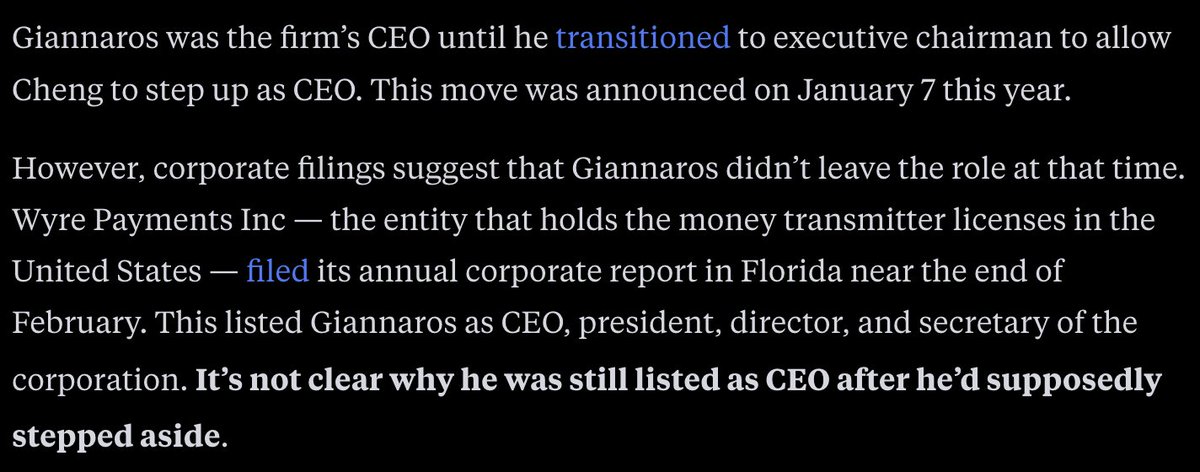 Giannaros was the firm’s CEO until he transitioned to executive chairman to allow
Cheng to step up as CEO. This move was announced on January 7 this year.
However, corporate filings suggest that Giannaros didn’t leave the role at that time.
Wyre Payments Inc — the entity that holds the money transmitter licenses in the
United States — filed its annual corporate report in Florida near the end of
February. This listed Giannaros as CEO, president, director, and secretary of the
corporation. It’s not clear why he was still listed as CEO after he’d supposedly
stepped aside.